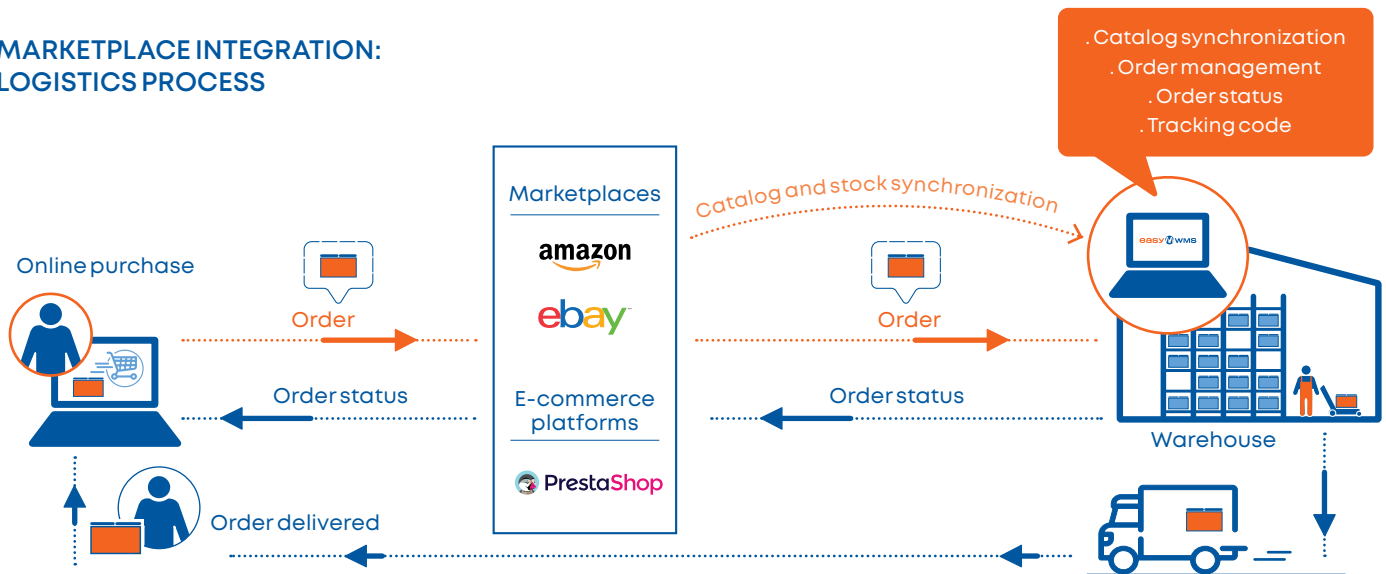 MARKETPLACE INTEGRATION:
LOGISTICS PROCESS
. Catalog synchronization
. Order management
. Order status
. Tracking code
Marketplaces
amazon
ebay
E-commerce
platforms
PrestaShop
Catalog and stock synchronization
easy WMS
Online purchase
Order
Order
Order status
Order status
Warehouse
Order delivered